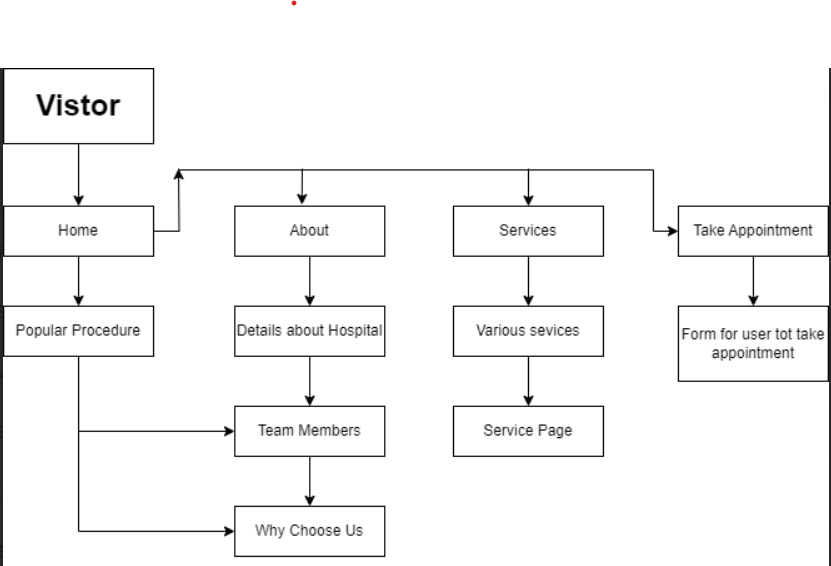 Vistor
Home
About
Services
Take Appointment
Popular Procedure
Details about Hospital
Various sevices
Form for user tot take
appointment
Team Members
Service Page
Why Choose Us